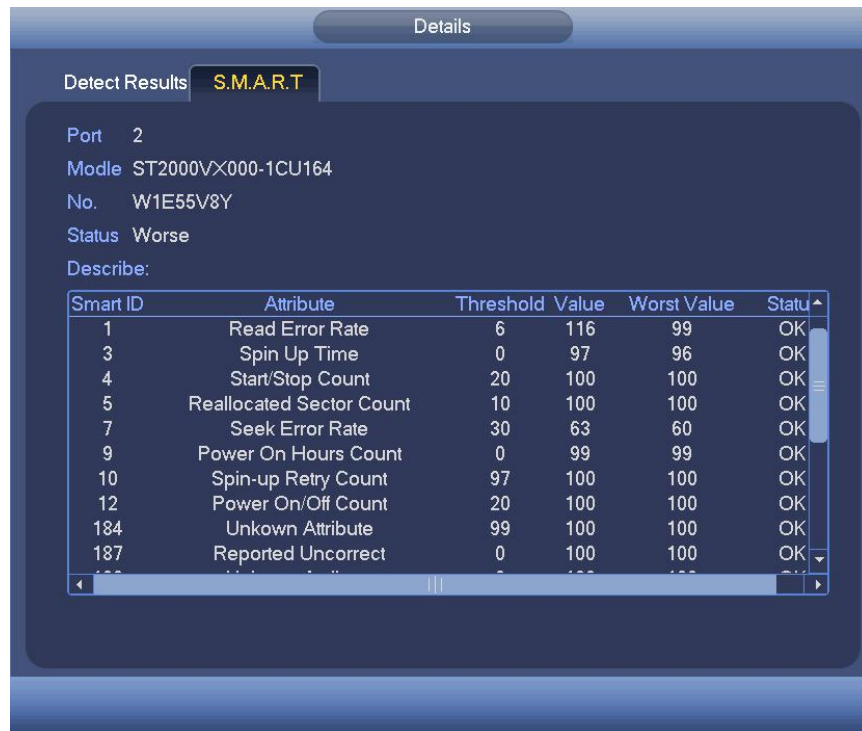 Details
Detect Results S.M.A.R.T
Port 2
Modle ST2000VX000-1CU164
No. W1E55V8Y
Status Worse
Describe:
Smart ID Attribute Threshold Value Worst Value Statu
1 Read Error Rate 6 116 99 OK
3 Spin Up Time 0 97 96 OK
4 Start/Stop Count 20 100 100 OK
5 Reallocated Sector Count 10 100 100 OK
7 Seek Error Rate 30 63 60 OK
9 Power On Hours Count 0 99 99 OK
10 Spin-up Retry Count 97 100 100 OK
12 Power On/Off Count 20 100 100 OK
184 Unkown Attribute 99 100 100 OK
187 Reported Uncorrect 0 100 100 OK